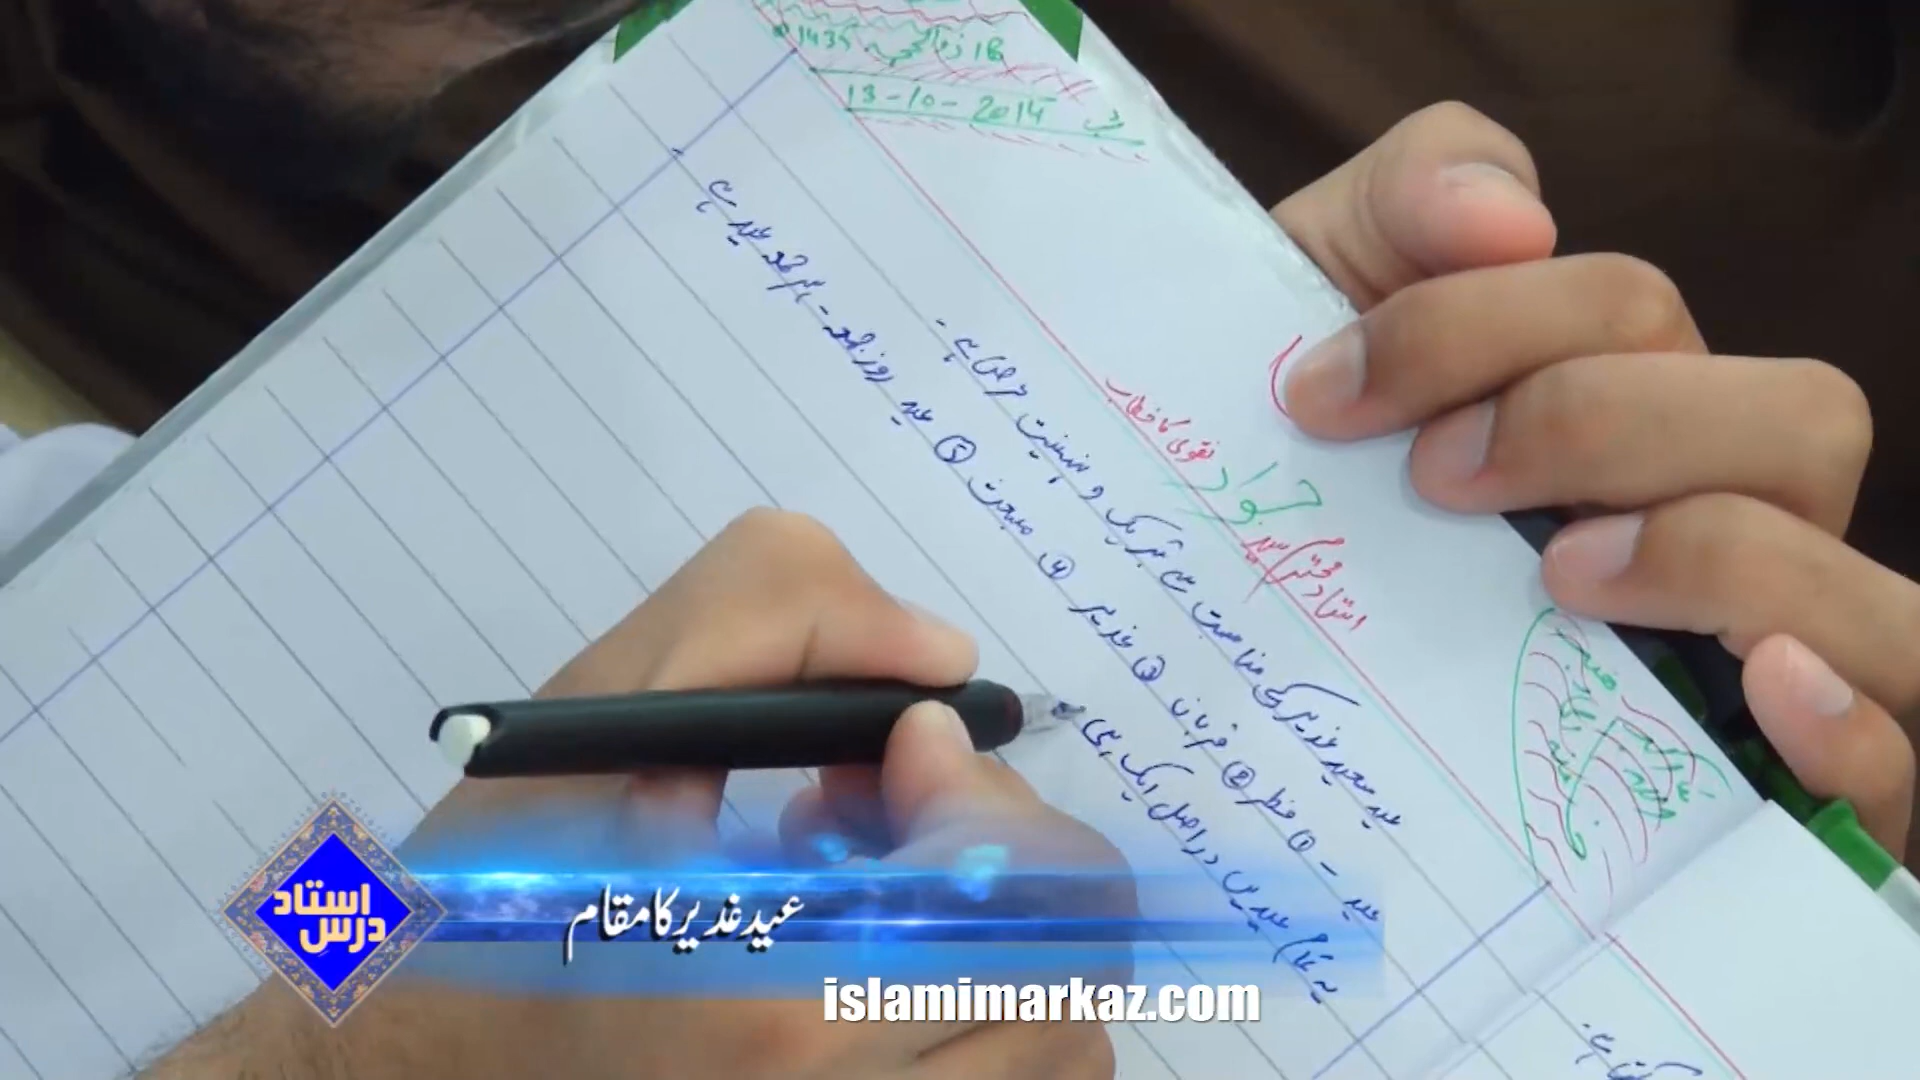 18 ذوالحجہ 1435
13-10-2014
استاد محترم سید
جواد
نقوی کا خطاب
عید سعید غدیر کی مناسبت سے تبریک و تہنیت عرض ہے۔
عید - ① فطر ② قربان ③ غدیر ④ مبعث ⑤ عید روز جمعہ - ہر جمعہ عید ہے۔
یہ تمام عیدیں دراصل ایک ہی
درس استاد
عید غدیر کا مقام
islamimarkaz.com